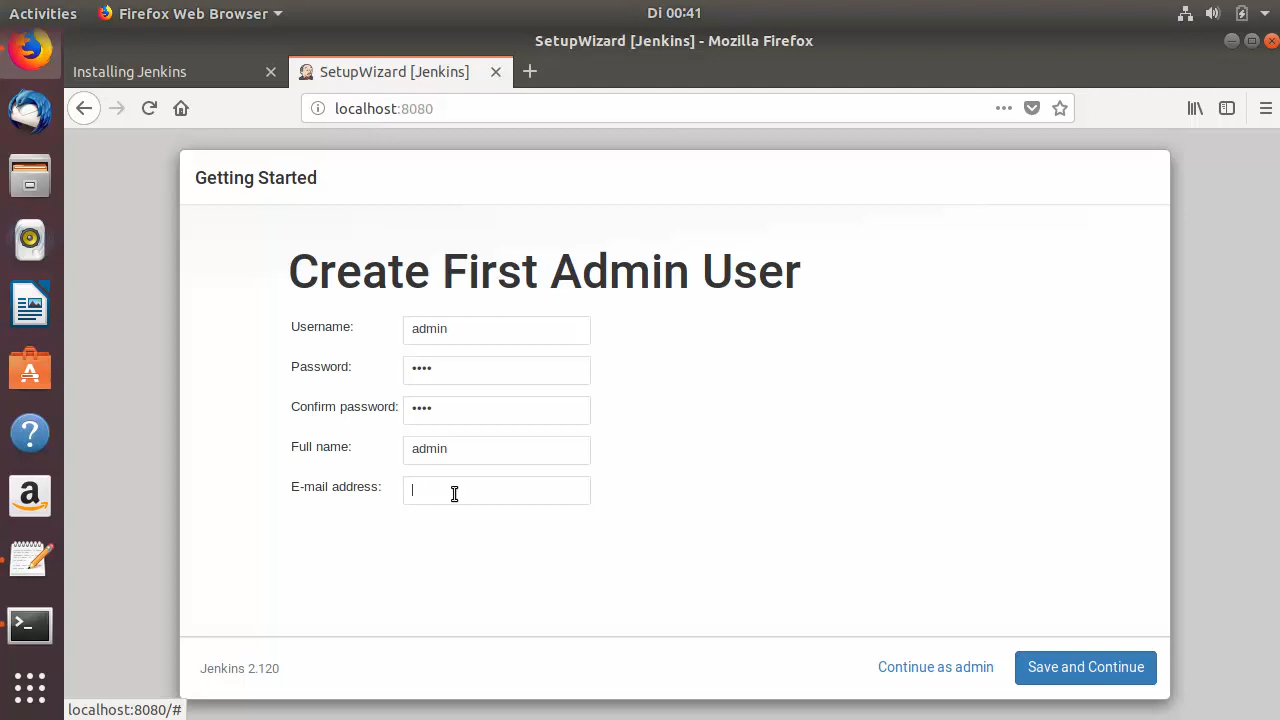 Activities Firefox Web Browser Di 00:41
SetupWizard [Jenkins] - Mozilla Firefox
Installing Jenkins SetupWizard [Jenkins]
localhost:8080
Getting Started
Create First Admin User
Username: admin
Password: ••••
Confirm password: ••••
Full name: admin
E-mail address:
Jenkins 2.120 Continue as admin Save and Continue
localhost:8080/#